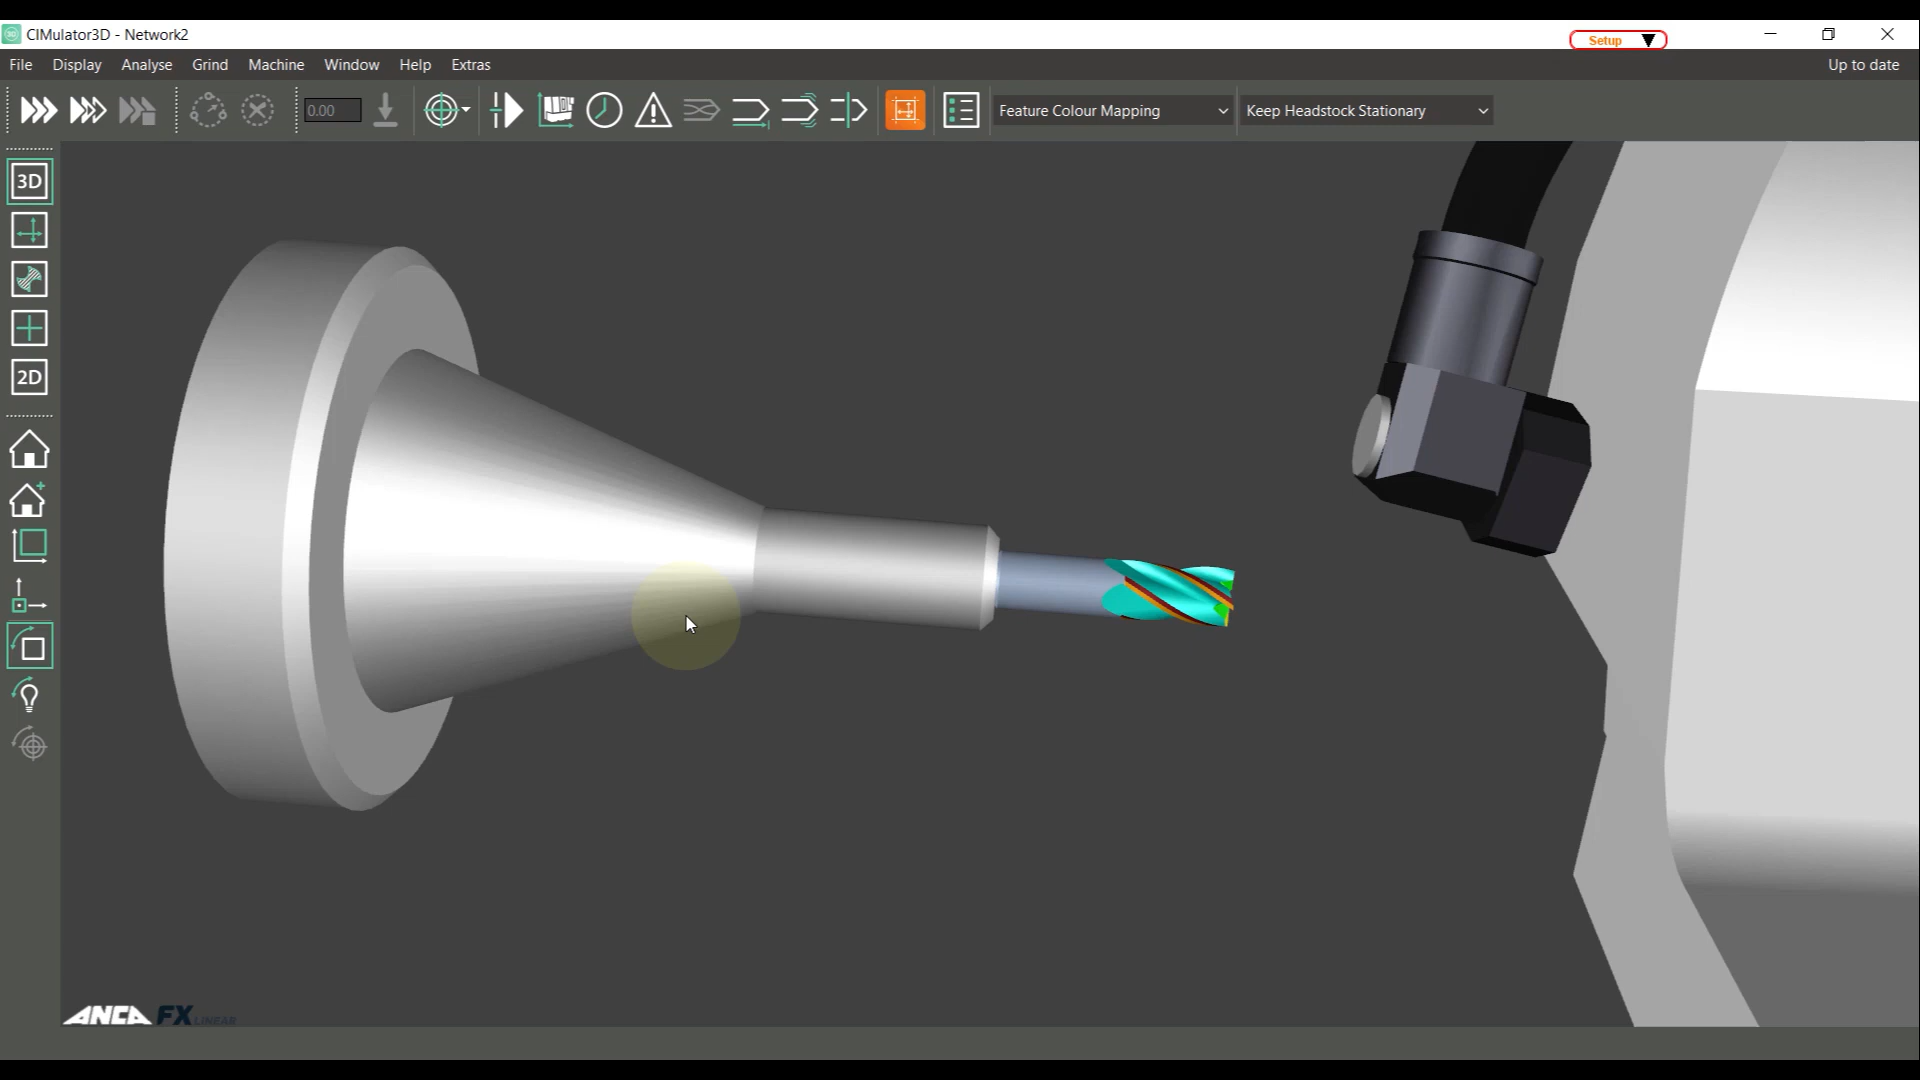 CIMulator3D - Network2
Setup
File Display Analyse Grind Machine Window Help Extras
Up to date
0.00
Feature Colour Mapping
Keep Headstock Stationary
3D
2D
ANCA FX LINEAR